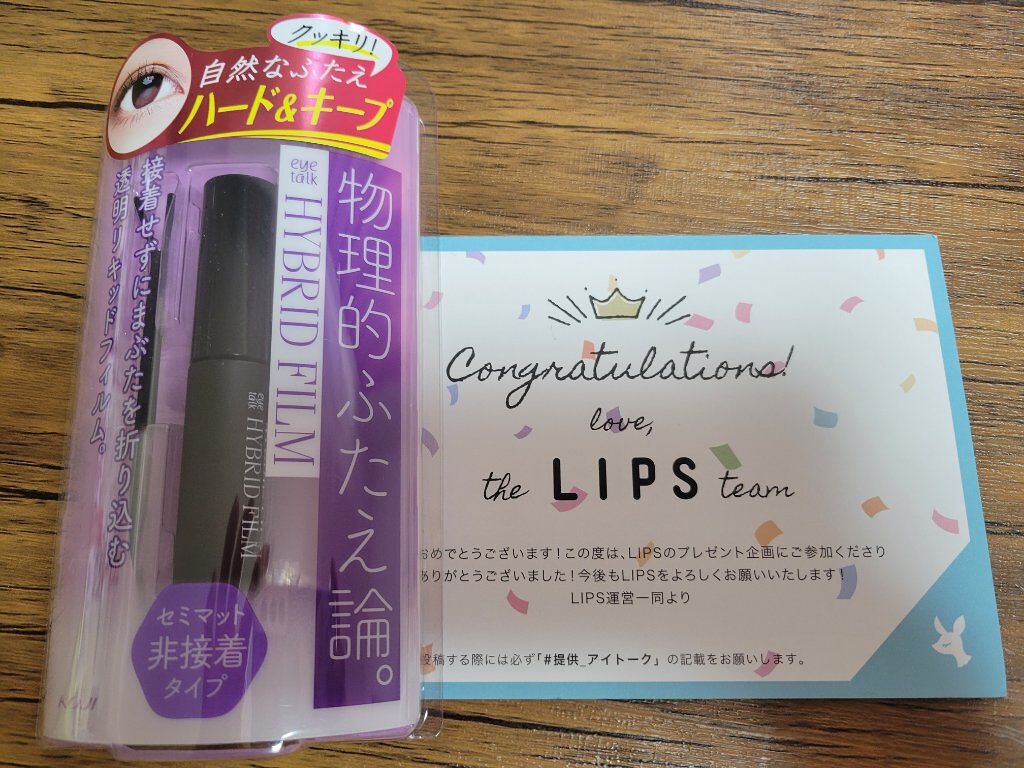 クッキリ!
自然なふたえ
ハード&キープ
eye
talk
HYBRID FILM
物理的ふたえ論。
接着せずにまぶたを折り込む
透明リキッドフィルム。
eye
talk
HYBRID FILM
セミマット
非接着
タイプ
KOJI
Congratulations!
love,
the LIPS team
おめでとうございます!この度は、LIPSのプレゼント企画にご参加くださり
ありがとうございました!今後もLIPSをよろしくお願いいたします!
LIPS運営一同より
投稿する際には必ず「#提供_アイトーク」の記載をお願いします。